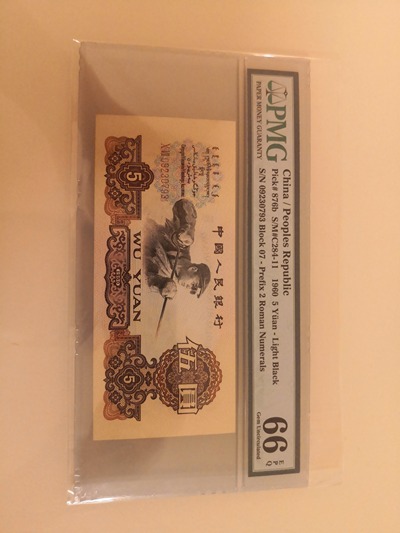 PMG
PAPER MONEY GUARANTY
China / Peoples Republic
Pick# 876b S/M#C284-11 1960 5 Yüan - Light Black
S/N 09230793 Block 07 - Prefix 2 Roman Numerals
66 EPQ
Gem Uncirculated
中國人民銀行
伍圓
5
WU YUAN
5
09230793